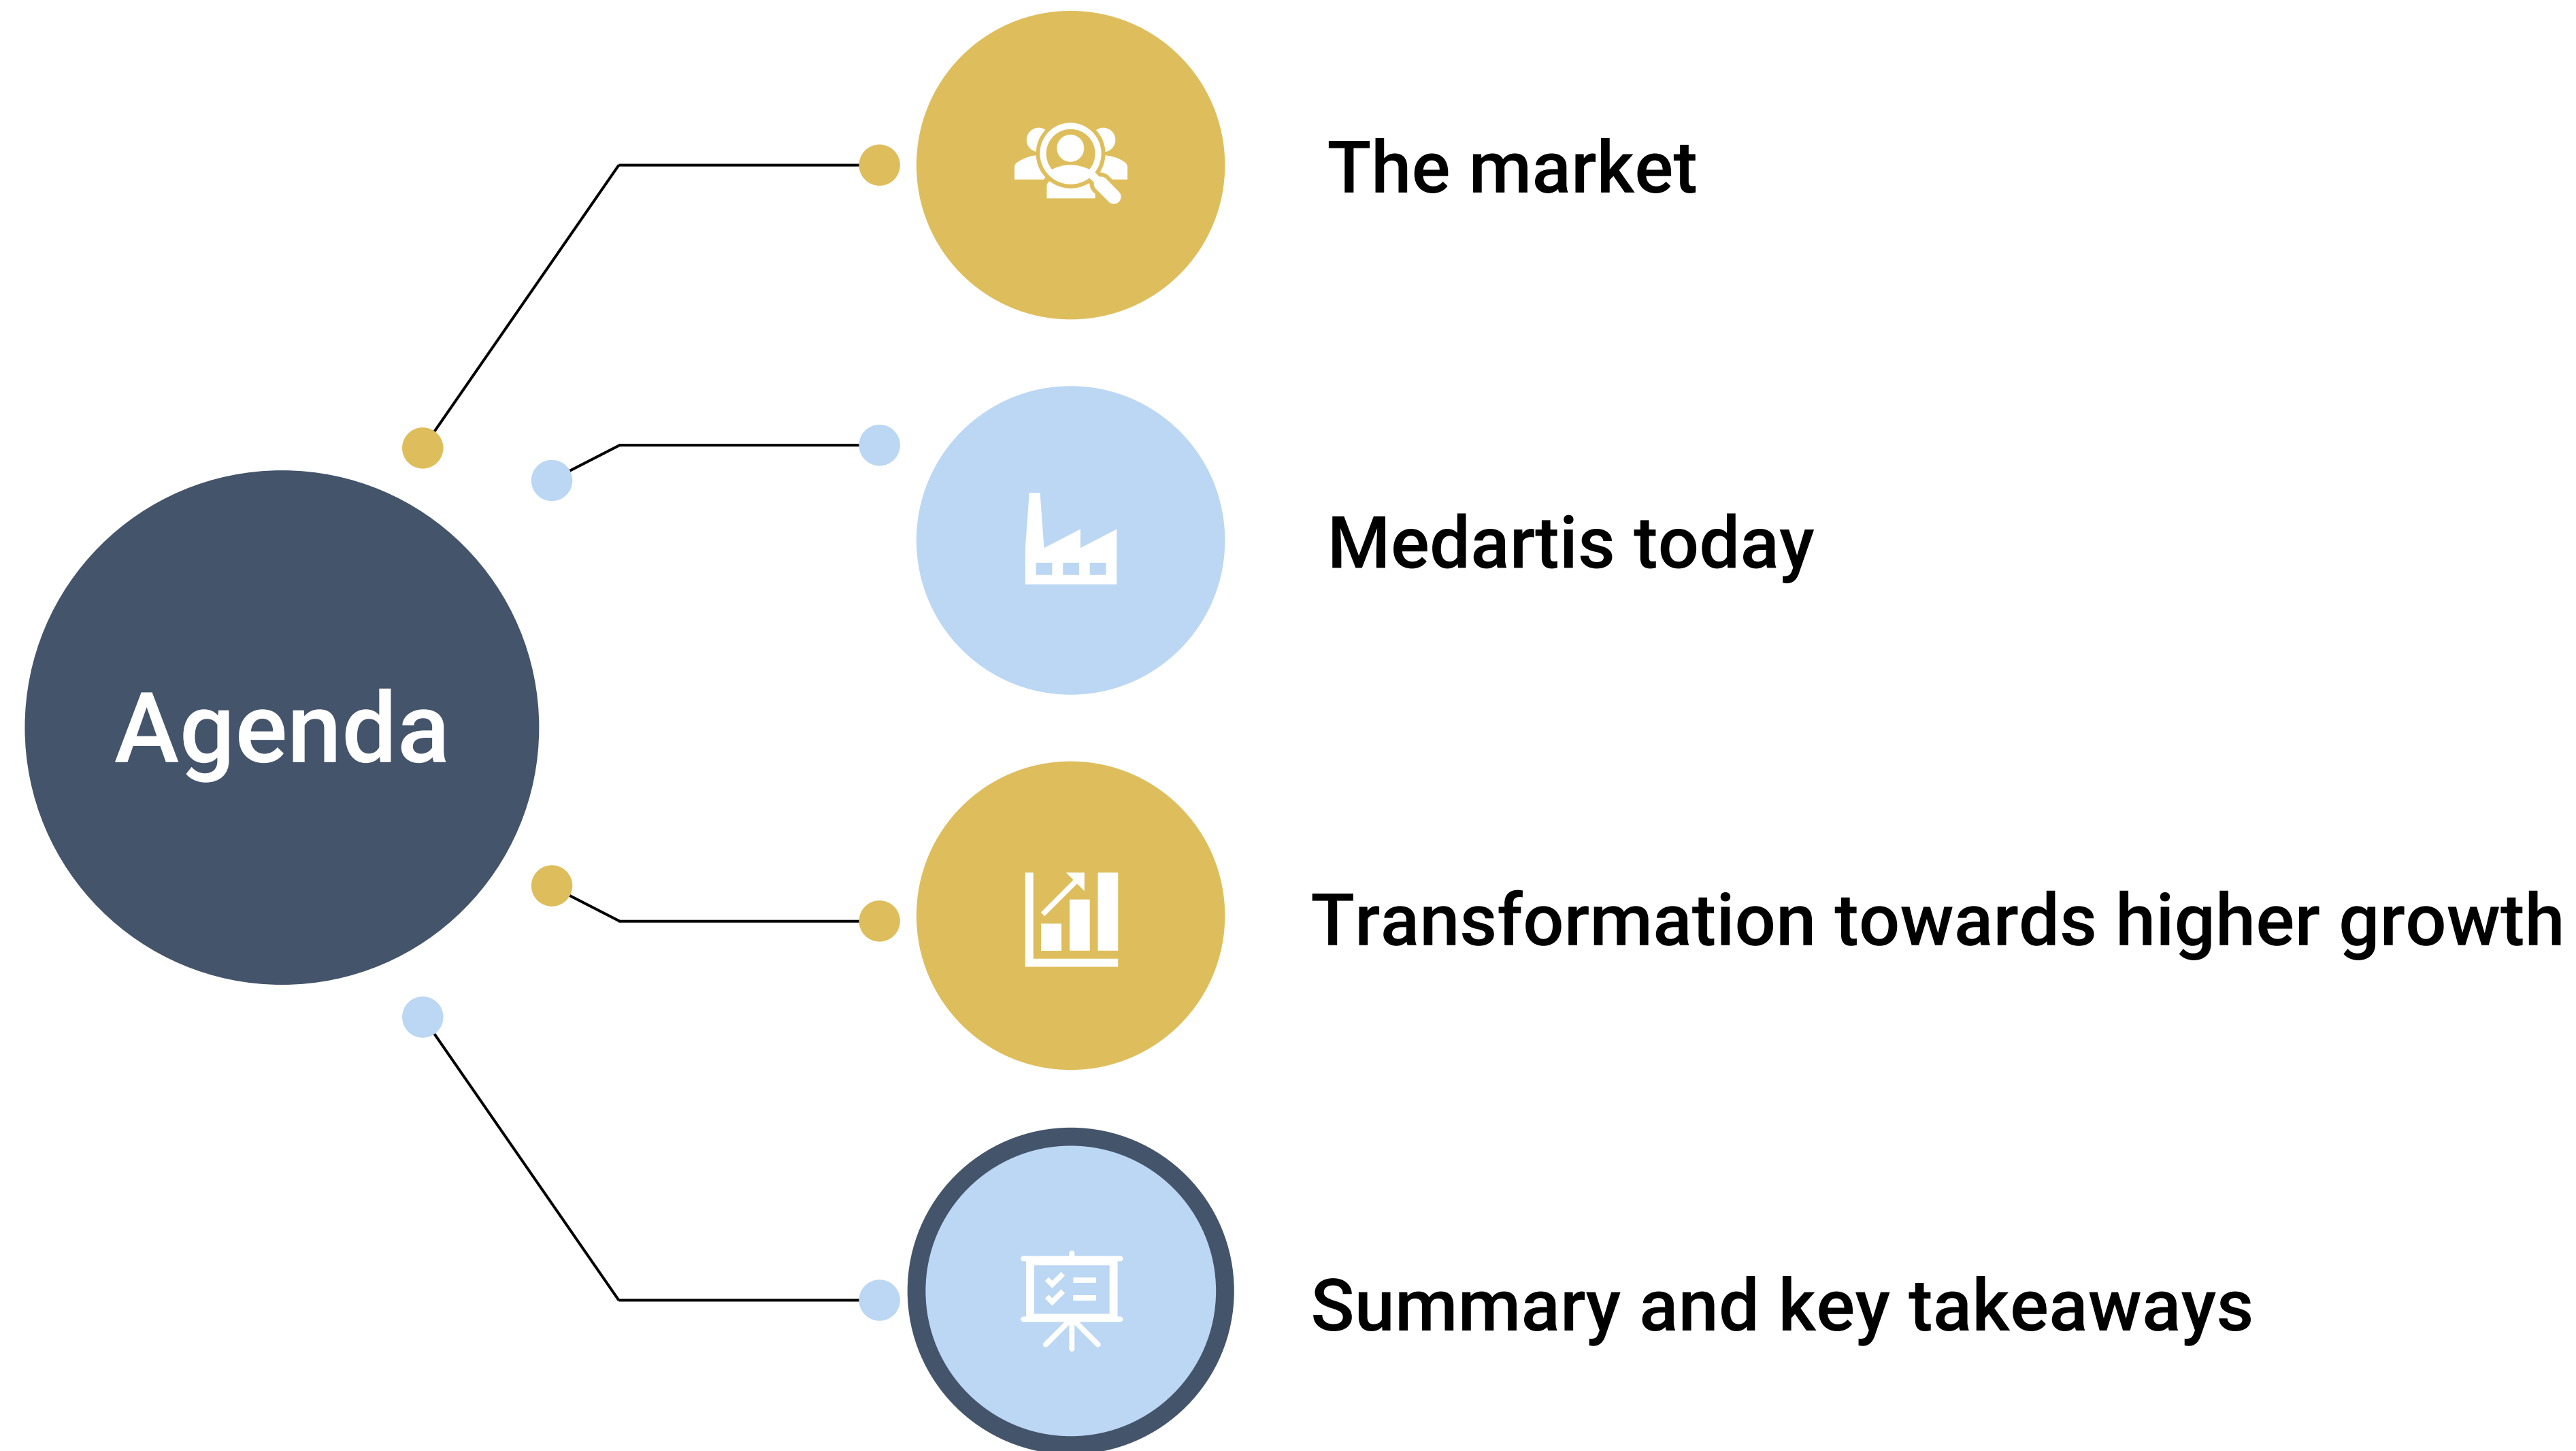 The market
Medartis today
Agenda
Transformation towards higher growth
Summary and key takeaways